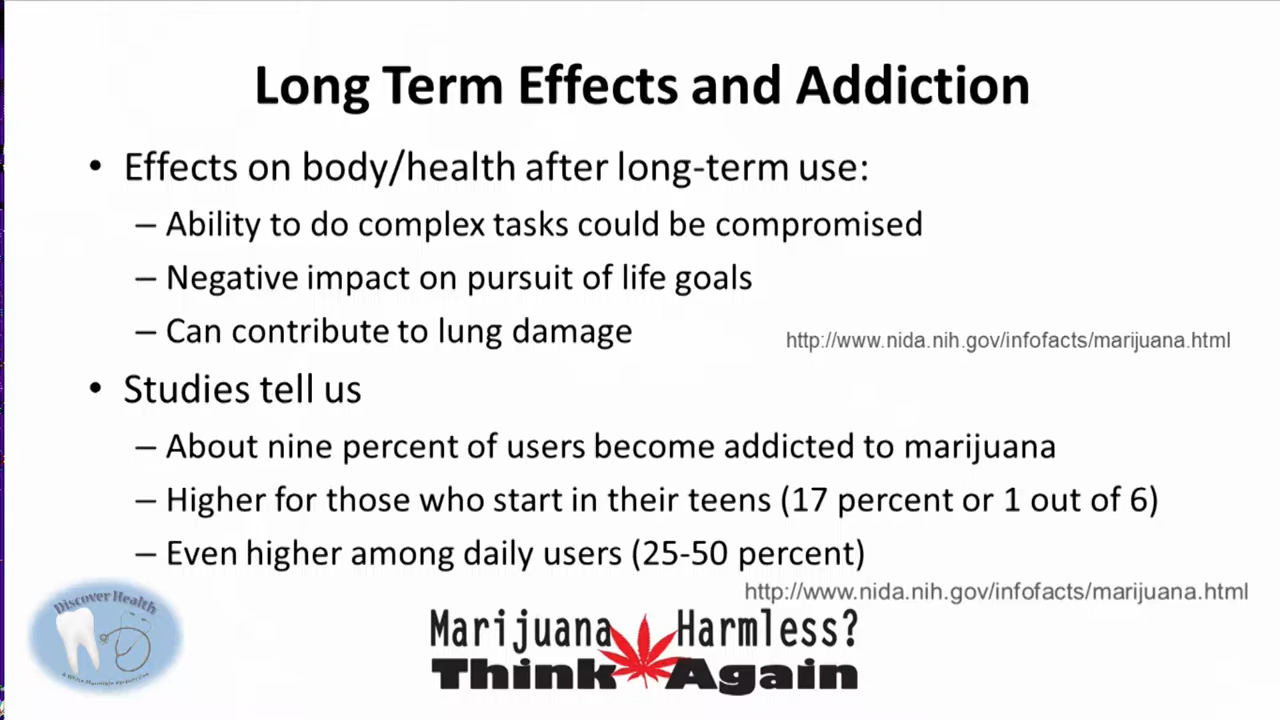 Long Term Effects and Addiction
• Effects on body/health after long-term use:
– Ability to do complex tasks could be compromised
– Negative impact on pursuit of life goals
– Can contribute to lung damage
http://www.nida.nih.gov/infofacts/marijuana.html
• Studies tell us
– About nine percent of users become addicted to marijuana
– Higher for those who start in their teens (17 percent or 1 out of 6)
– Even higher among daily users (25-50 percent)
http://www.nida.nih.gov/infofacts/marijuana.html
Discover Health
Marijuana Harmless?
Think Again